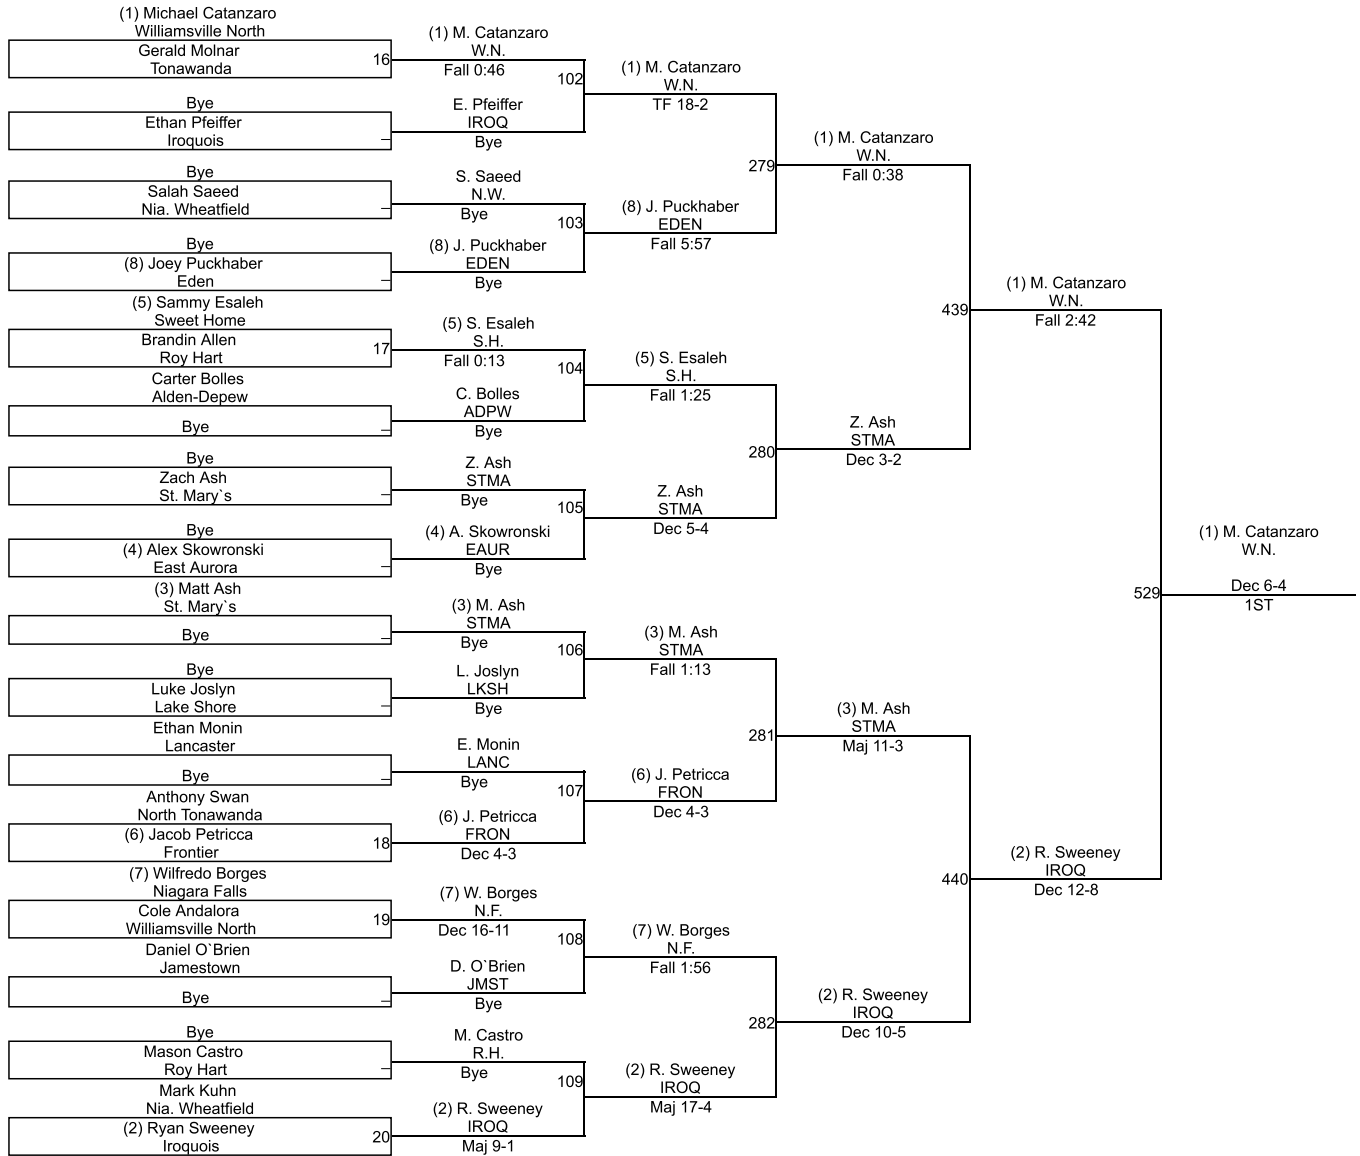 (1) Michael Catanzaro
Williamsville North
Gerald Molnar
Tonawanda
16
Bye
Ethan Pfeiffer
Iroquois
Bye
Salah Saeed
Nia. Wheatfield
Bye
(8) Joey Puckhaber
Eden
(5) Sammy Esaleh
Sweet Home
Brandin Allen
Roy Hart
17
Carter Bolles
Alden-Depew
Bye
Bye
Zach Ash
St. Mary`s
Bye
(4) Alex Skowronski
East Aurora
(3) Matt Ash
St. Mary`s
Bye
Bye
Luke Joslyn
Lake Shore
Ethan Monin
Lancaster
Bye
Anthony Swan
North Tonawanda
(6) Jacob Petricca
Frontier
18
(7) Wilfredo Borges
Niagara Falls
Cole Andalora
Williamsville North
19
Daniel O`Brien
Jamestown
Bye
Bye
Mason Castro
Roy Hart
Mark Kuhn
Nia. Wheatfield
(2) Ryan Sweeney
Iroquois
20
(1) M. Catanzaro
W.N.
Fall 0:46
102
E. Pfeiffer
IROQ
Bye
S. Saeed
N.W.
Bye
103
(8) J. Puckhaber
EDEN
Bye
(5) S. Esaleh
S.H.
Fall 0:13
104
C. Bolles
ADPW
Bye
Z. Ash
STMA
Bye
105
(4) A. Skowronski
EAUR
Bye
(3) M. Ash
STMA
Bye
106
L. Joslyn
LKSH
Bye
E. Monin
LANC
Bye
107
(6) J. Petricca
FRON
Dec 4-3
(7) W. Borges
N.F.
Dec 16-11
108
D. O`Brien
JMST
Bye
M. Castro
R.H.
Bye
109
(2) R. Sweeney
IROQ
Maj 9-1
(1) M. Catanzaro
W.N.
TF 18-2
279
(8) J. Puckhaber
EDEN
Fall 5:57
(5) S. Esaleh
S.H.
Fall 1:25
280
Z. Ash
STMA
Dec 5-4
(3) M. Ash
STMA
Fall 1:13
281
(6) J. Petricca
FRON
Dec 4-3
(7) W. Borges
N.F.
Fall 1:56
282
(2) R. Sweeney
IROQ
Maj 17-4
(1) M. Catanzaro
W.N.
Fall 0:38
439
Z. Ash
STMA
Dec 3-2
(3) M. Ash
STMA
Maj 11-3
440
(2) R. Sweeney
IROQ
Dec 10-5
(1) M. Catanzaro
W.N.
Fall 2:42
529
(2) R. Sweeney
IROQ
Dec 12-8
(1) M. Catanzaro
W.N.
Dec 6-4
1ST